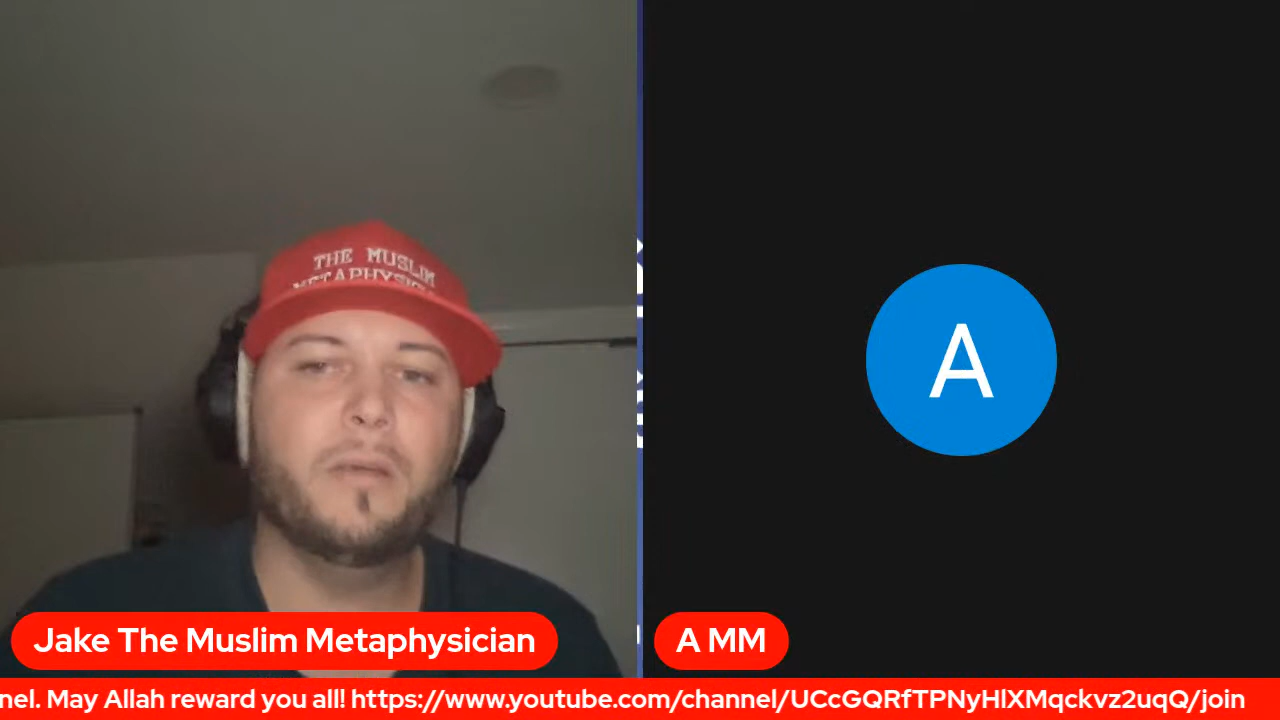 THE MUSLIM
A
Jake The Muslim Metaphysician
A MM
nel. May Allah reward you all! https://www.youtube.com/channel/UCcGQRfTPNyHlXMqckvz2uqQ/join